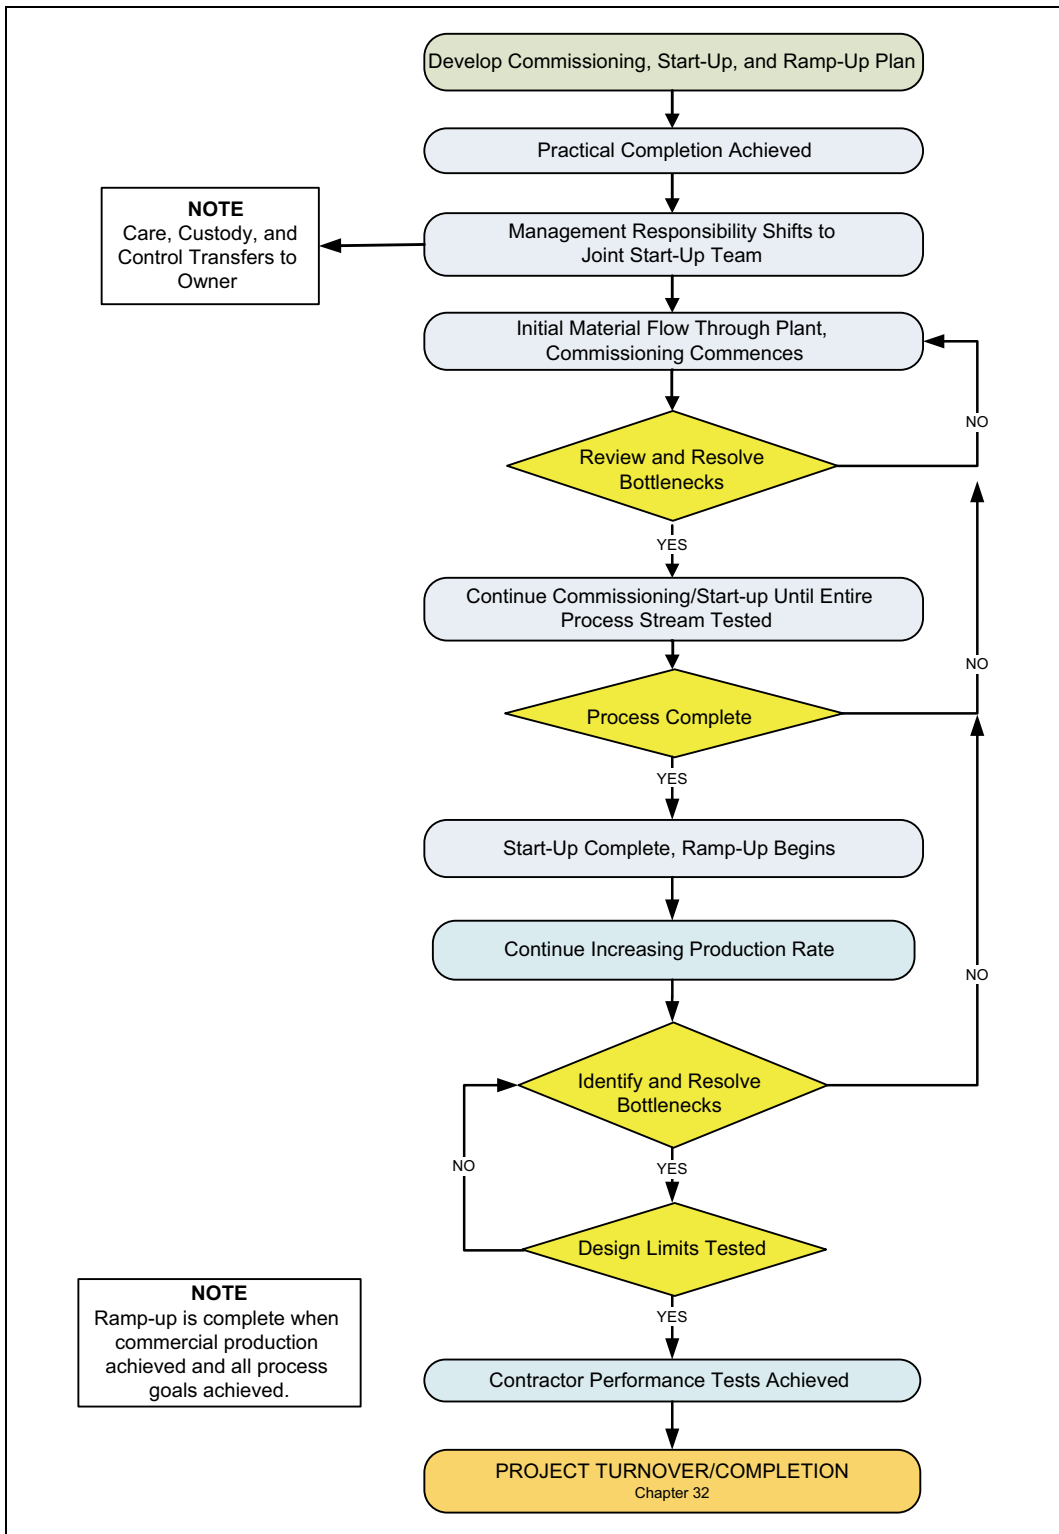 Develop Commissioning, Start-Up, and Ramp-Up Plan
Practical Completion Achieved
NOTE
Care, Custody, and
Control Transfers to
Owner
Management Responsibility Shifts to
Joint Start-Up Team
Initial Material Flow Through Plant,
Commissioning Commences
NO
Review and Resolve
Bottlenecks
YES
Continue Commissioning/Start-up Until Entire
Process Stream Tested
NO
Process Complete
YES
Start-Up Complete, Ramp-Up Begins
Continue Increasing Production Rate
NO
Identify and Resolve
Bottlenecks
NO
YES
Design Limits Tested
NOTE
Ramp-up is complete when
commercial production
achieved and all process
goals achieved.
YES
Contractor Performance Tests Achieved
PROJECT TURNOVER/COMPLETION
Chapter 32